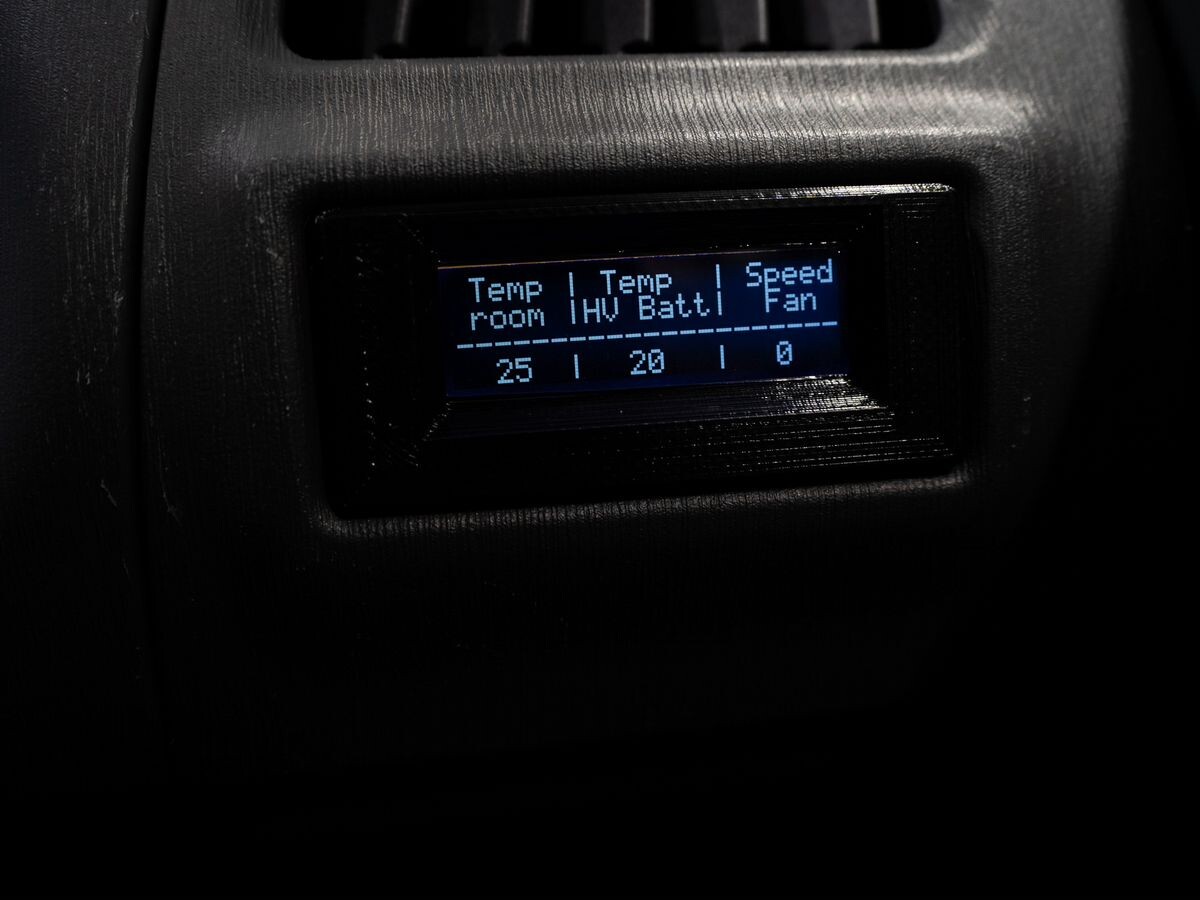 Temp | Temp | Speed
room |HV Batt| Fan
--------------------
25 | 20 | 0